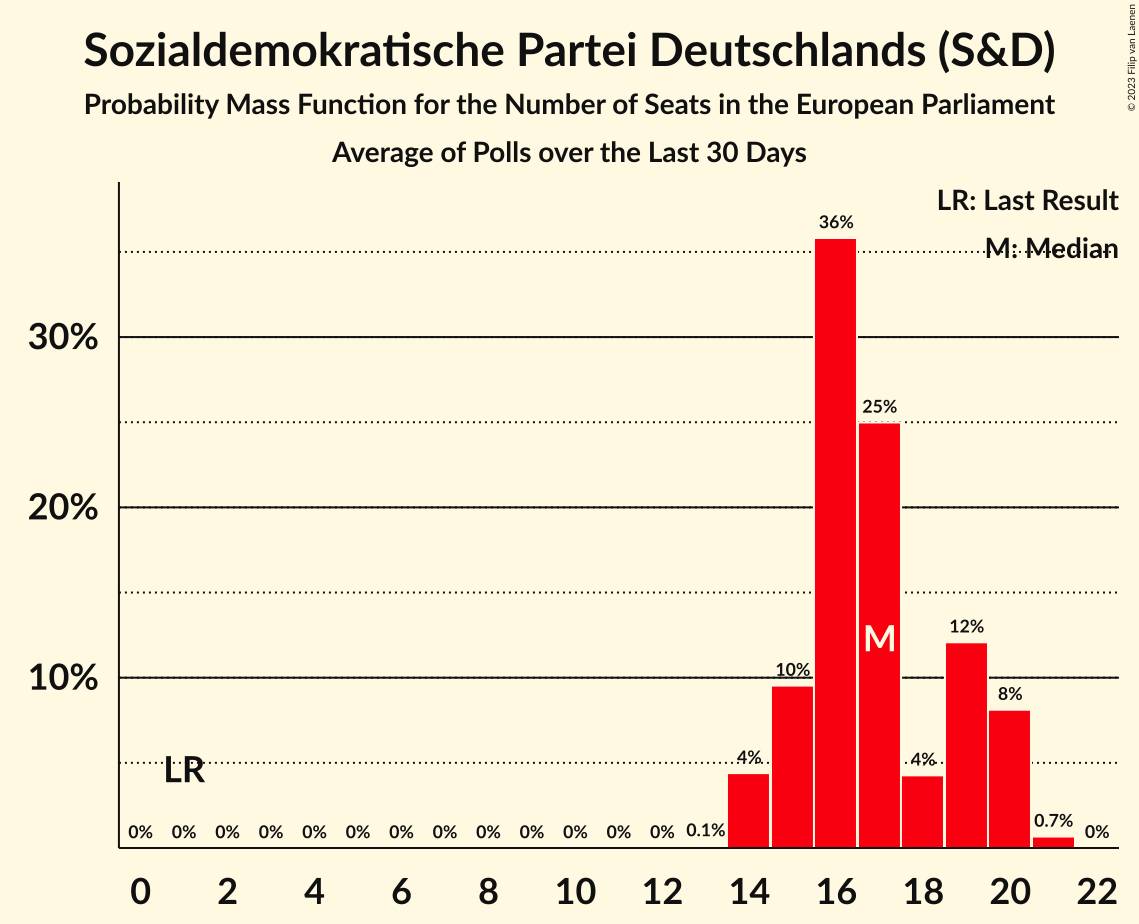 Sozialdemokratische Partei Deutschlands (S&D)
Probability Mass Function for the Number of Seats in the European Parliament
Average of Polls over the Last 30 Days
© 2023 Filip van Laenen
LR: Last Result
M: Median
36%
30%
25%
20%
M
12%
10%
10%
8%
LR
4%
4%
0% 0% 0% 0% 0% 0% 0% 0% 0% 0% 0% 0% 0% 0.1% 0.7% 0%
0 2 4 6 8 10 12 14 16 18 20 22